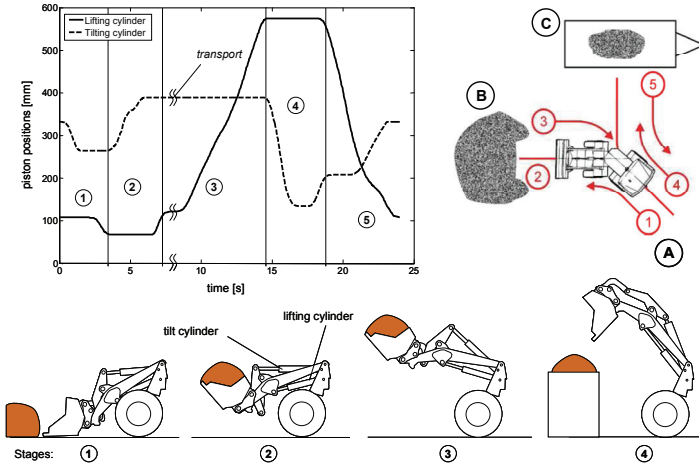 600
500
400
300
200
100
0
piston positions [mm]
Lifting cylinder
Tilting cylinder
transport
1
2
3
4
5
0
5
10
15
20
25
time [s]
C
B
A
5
3
2
4
1
tilt cylinder
lifting cylinder
Stages:
1
2
3
4